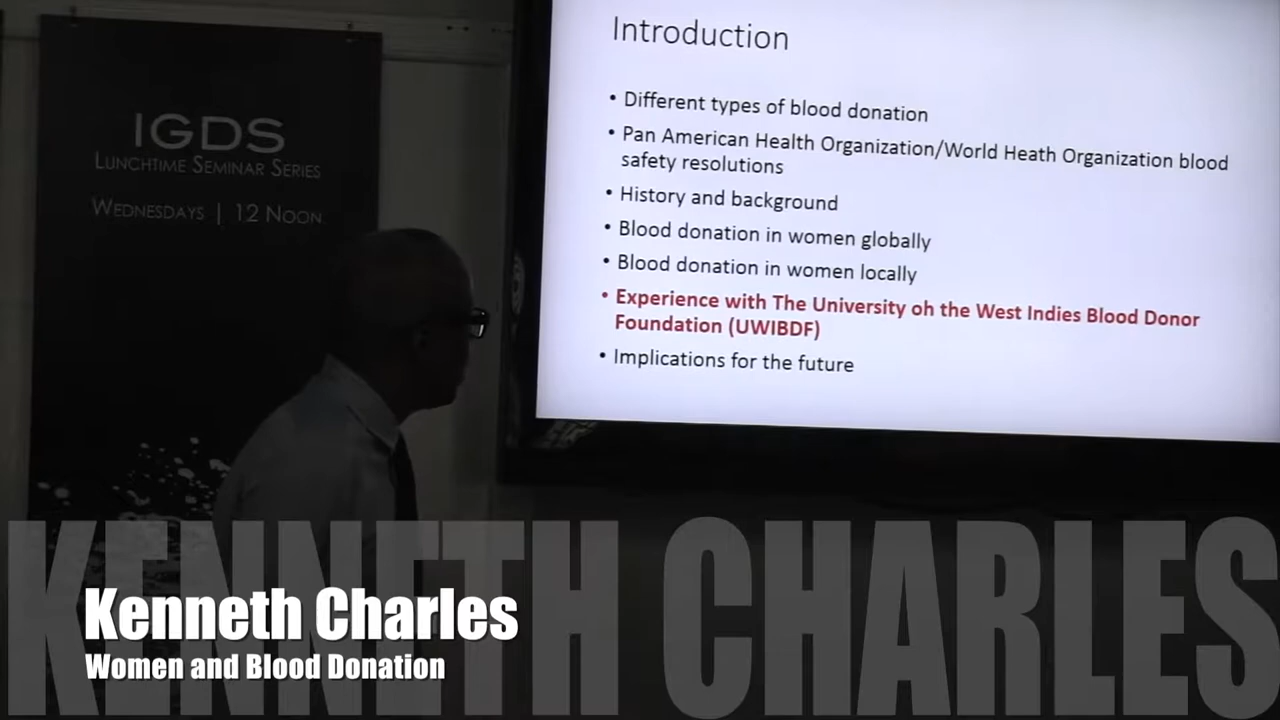 IGDS
LUNCHTIME SEMINAR SERIES
WEDNESDAYS | 12 NOON
Introduction
• Different types of blood donation
• Pan American Health Organization/World Heath Organization blood
safety resolutions
• History and background
• Blood donation in women globally
• Blood donation in women locally
• Experience with The University oh the West Indies Blood Donor
Foundation (UWIBDF)
• Implications for the future
KENNETH CHARLES
Kenneth Charles
Women and Blood Donation